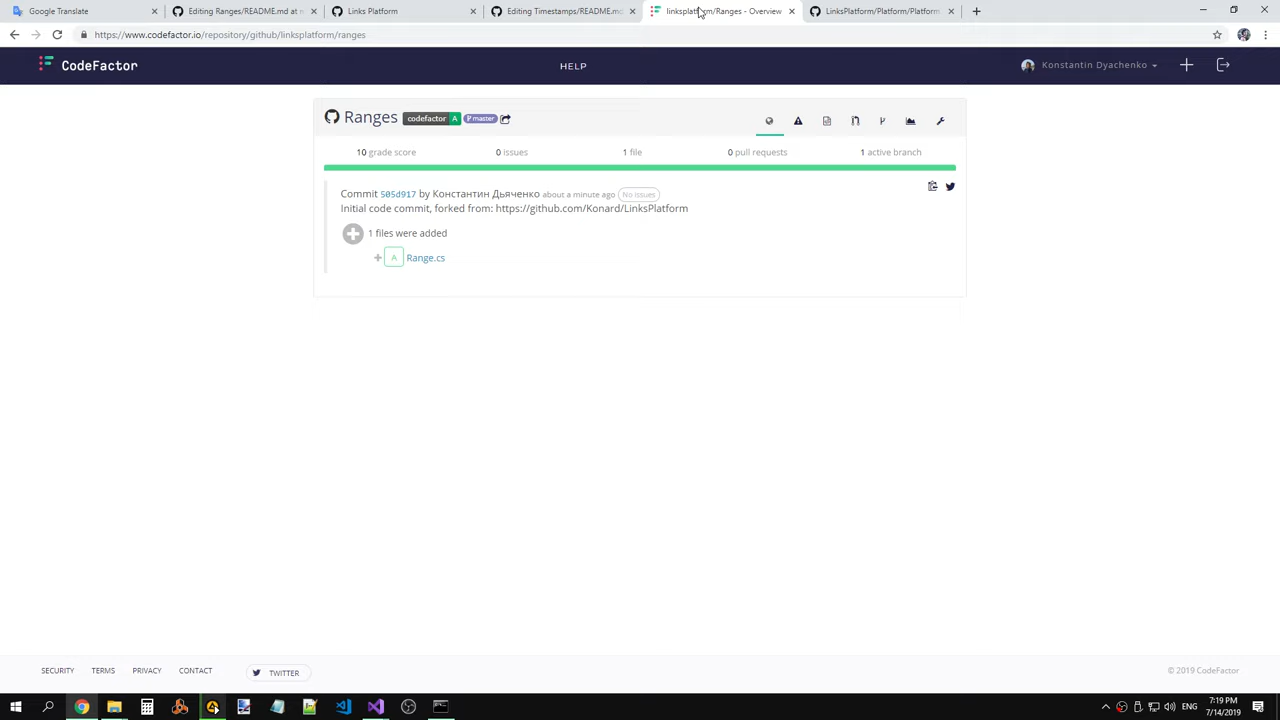 Google Translate
Editing Ranges/README.md at m
Links Platform
Editing Timestamps/README.md
linksplatform/Ranges - Overview
LinksPlatform/Platform/Platform
https://www.codefactor.io/repository/github/linksplatform/ranges
CodeFactor
HELP
Konstantin Dyachenko
Ranges codefactor A master
10 grade score
0 issues
1 file
0 pull requests
1 active branch
Commit 505d917 by Константин Дьяченко about a minute ago No Issues
Initial code commit, forked from: https://github.com/Konard/LinksPlatform
1 files were added
A Range.cs
SECURITY
TERMS
PRIVACY
CONTACT
TWITTER
© 2019 CodeFactor
ENG
7:19 PM
7/14/2019